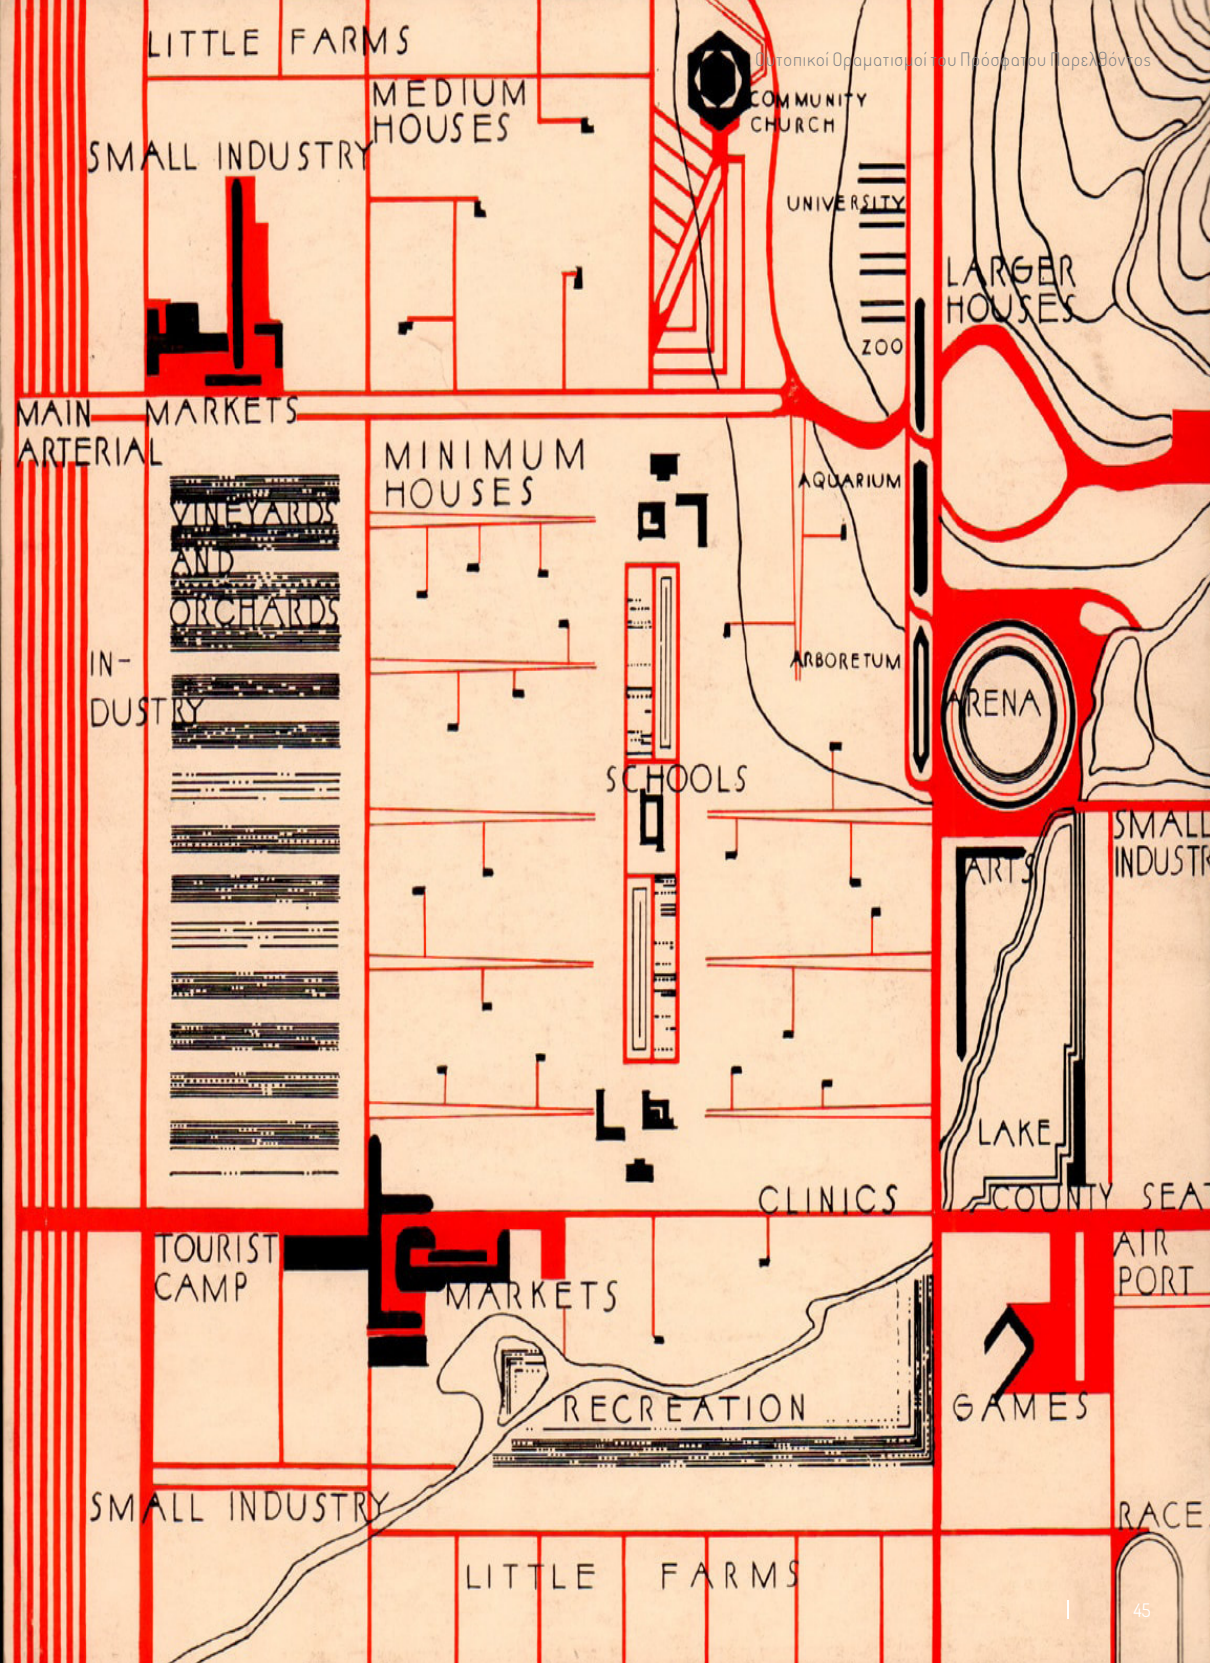 Ουτοπικοί Οραματισμοί του Πρόσφατου Παρελθόντος
LITTLE FARMS
MEDIUM
HOUSES
COMMUNITY
CHURCH
SMALL INDUSTRY
UNIVERSITY
LARGER
HOUSES
ZOO
MAIN
ARTERIAL
MARKETS
MINIMUM
HOUSES
AQUARIUM
VINEYARDS
AND
ORCHARDS
IN-
DUSTRY
ARBORETUM
ARENA
SCHOOLS
SMALL
INDUSTR
ARTS
LAKE
CLINICS
COUNTY SEAT
TOURIST
CAMP
MARKETS
AIR
PORT
RECREATION
GAMES
SMALL INDUSTRY
RACE
LITTLE FARMS
45